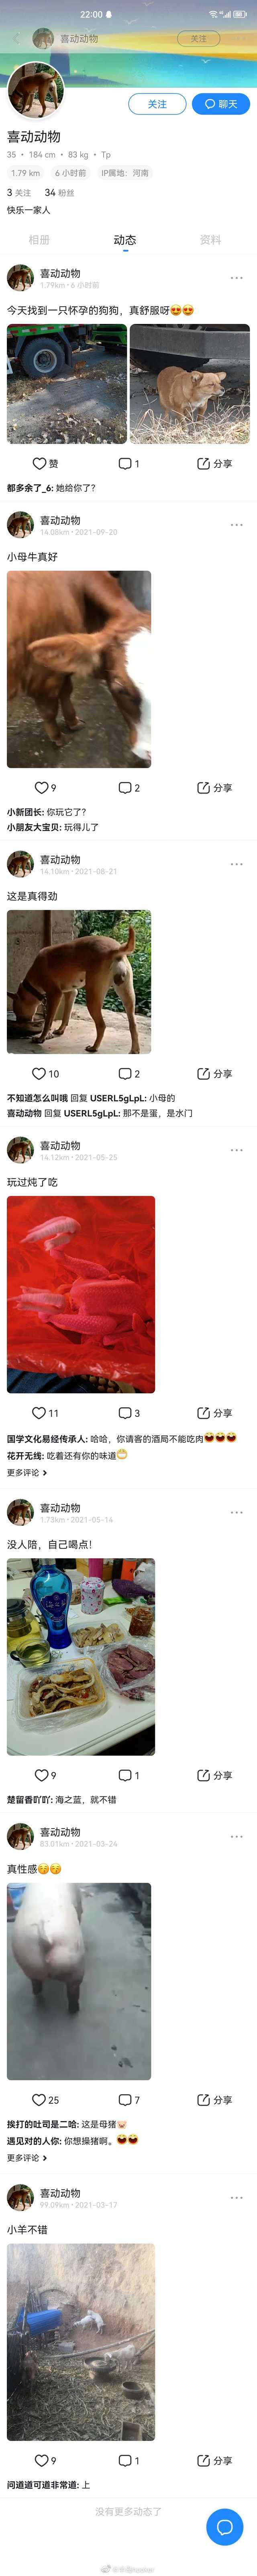 22:00
喜动动物
关注
关注
聊天
喜动动物
35 • 184 cm • 83 kg • Tp
1.79 km
6 小时前
IP属地：河南
3 关注 34 粉丝
快乐一家人
相册 动态 资料
喜动动物
1.79km • 6 小时前
今天找到一只怀孕的狗狗，真舒服呀😍😍
赞 1 分享
都多余了_6: 她给你了？
喜动动物
14.08km • 2021-09-20
小母牛真好
9 2 分享
小新团长: 你玩它了？
小朋友大宝贝: 玩得儿了
喜动动物
14.10km • 2021-08-21
这是真得劲
10 2 分享
不知道怎么叫哦 回复 USERL5gLpL: 小母的
喜动动物 回复 USERL5gLpL: 那不是蛋，是水门
喜动动物
14.12km • 2021-05-25
玩过炖了吃
11 3 分享
国学文化易经传承人: 哈哈，你请客的酒局不能吃肉😂😂😂
花开无线: 吃着还有你的味道😁
更多评论 >
喜动动物
1.73km • 2021-05-14
没人陪，自己喝点！
9 1 分享
楚留香吖吖: 海之蓝，就不错
喜动动物
83.01km • 2021-03-24
真性感😚😚
25 7 分享
挨打的吐司是二哈: 这是母猪🐷
遇见对的人你: 你想操猪啊。😂😂
更多评论 >
喜动动物
99.09km • 2021-03-17
小羊不错
9 1 分享
问道道可道非常道: 上
没有更多动态了